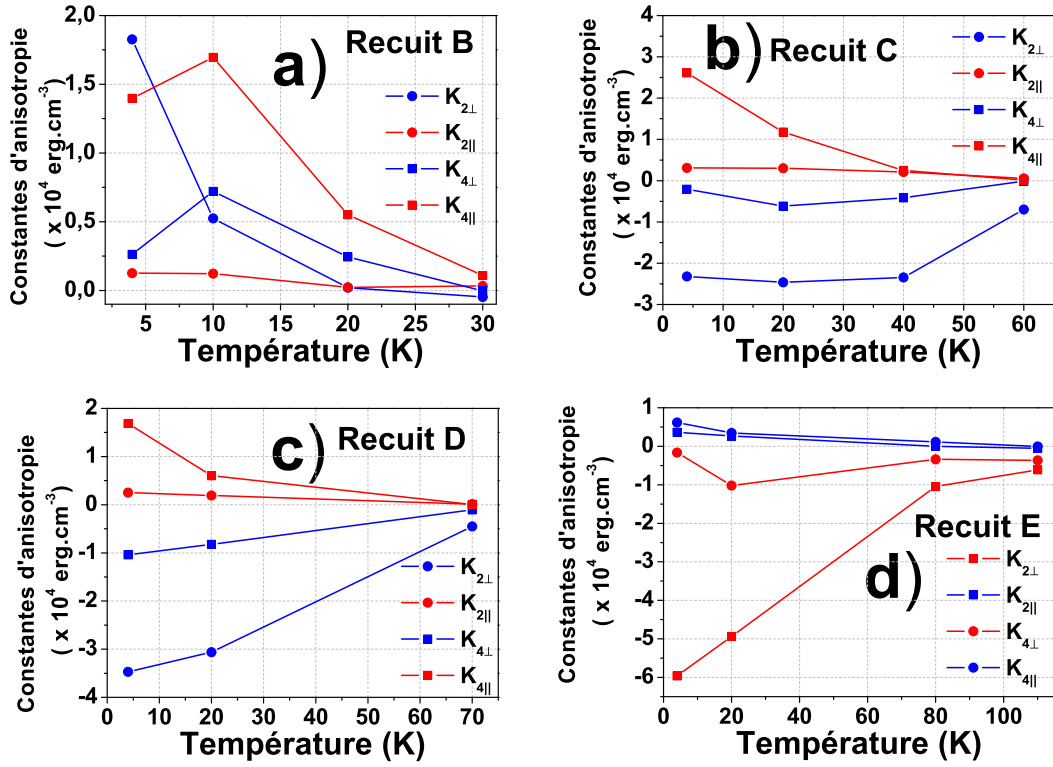 Constantes d'anisotropie
( x 10⁴ erg.cm⁻³)
2,0
1,5
1,0
0,5
0,0
a)
Recuit B
K2⊥
K2||
K4⊥
K4||
5 10 15 20 25 30
Température (K)
Constantes d'anisotropie
( x 10⁴ erg.cm⁻³)
4
3
2
1
0
-1
-2
-3
b)
Recuit C
K2⊥
K2||
K4⊥
K4||
0 20 40 60
Température (K)
Constantes d'anisotropie
( x 10⁴ erg.cm⁻³)
2
1
0
-1
-2
-3
-4
c)
Recuit D
K2⊥
K2||
K4⊥
K4||
0 10 20 30 40 50 60 70
Température (K)
Constantes d'anisotropie
( x 10⁴ erg.cm⁻³)
1
0
-1
-2
-3
-4
-5
-6
Recuit E
d)
K2⊥
K2||
K4⊥
K4||
0 20 40 60 80 100
Température (K)